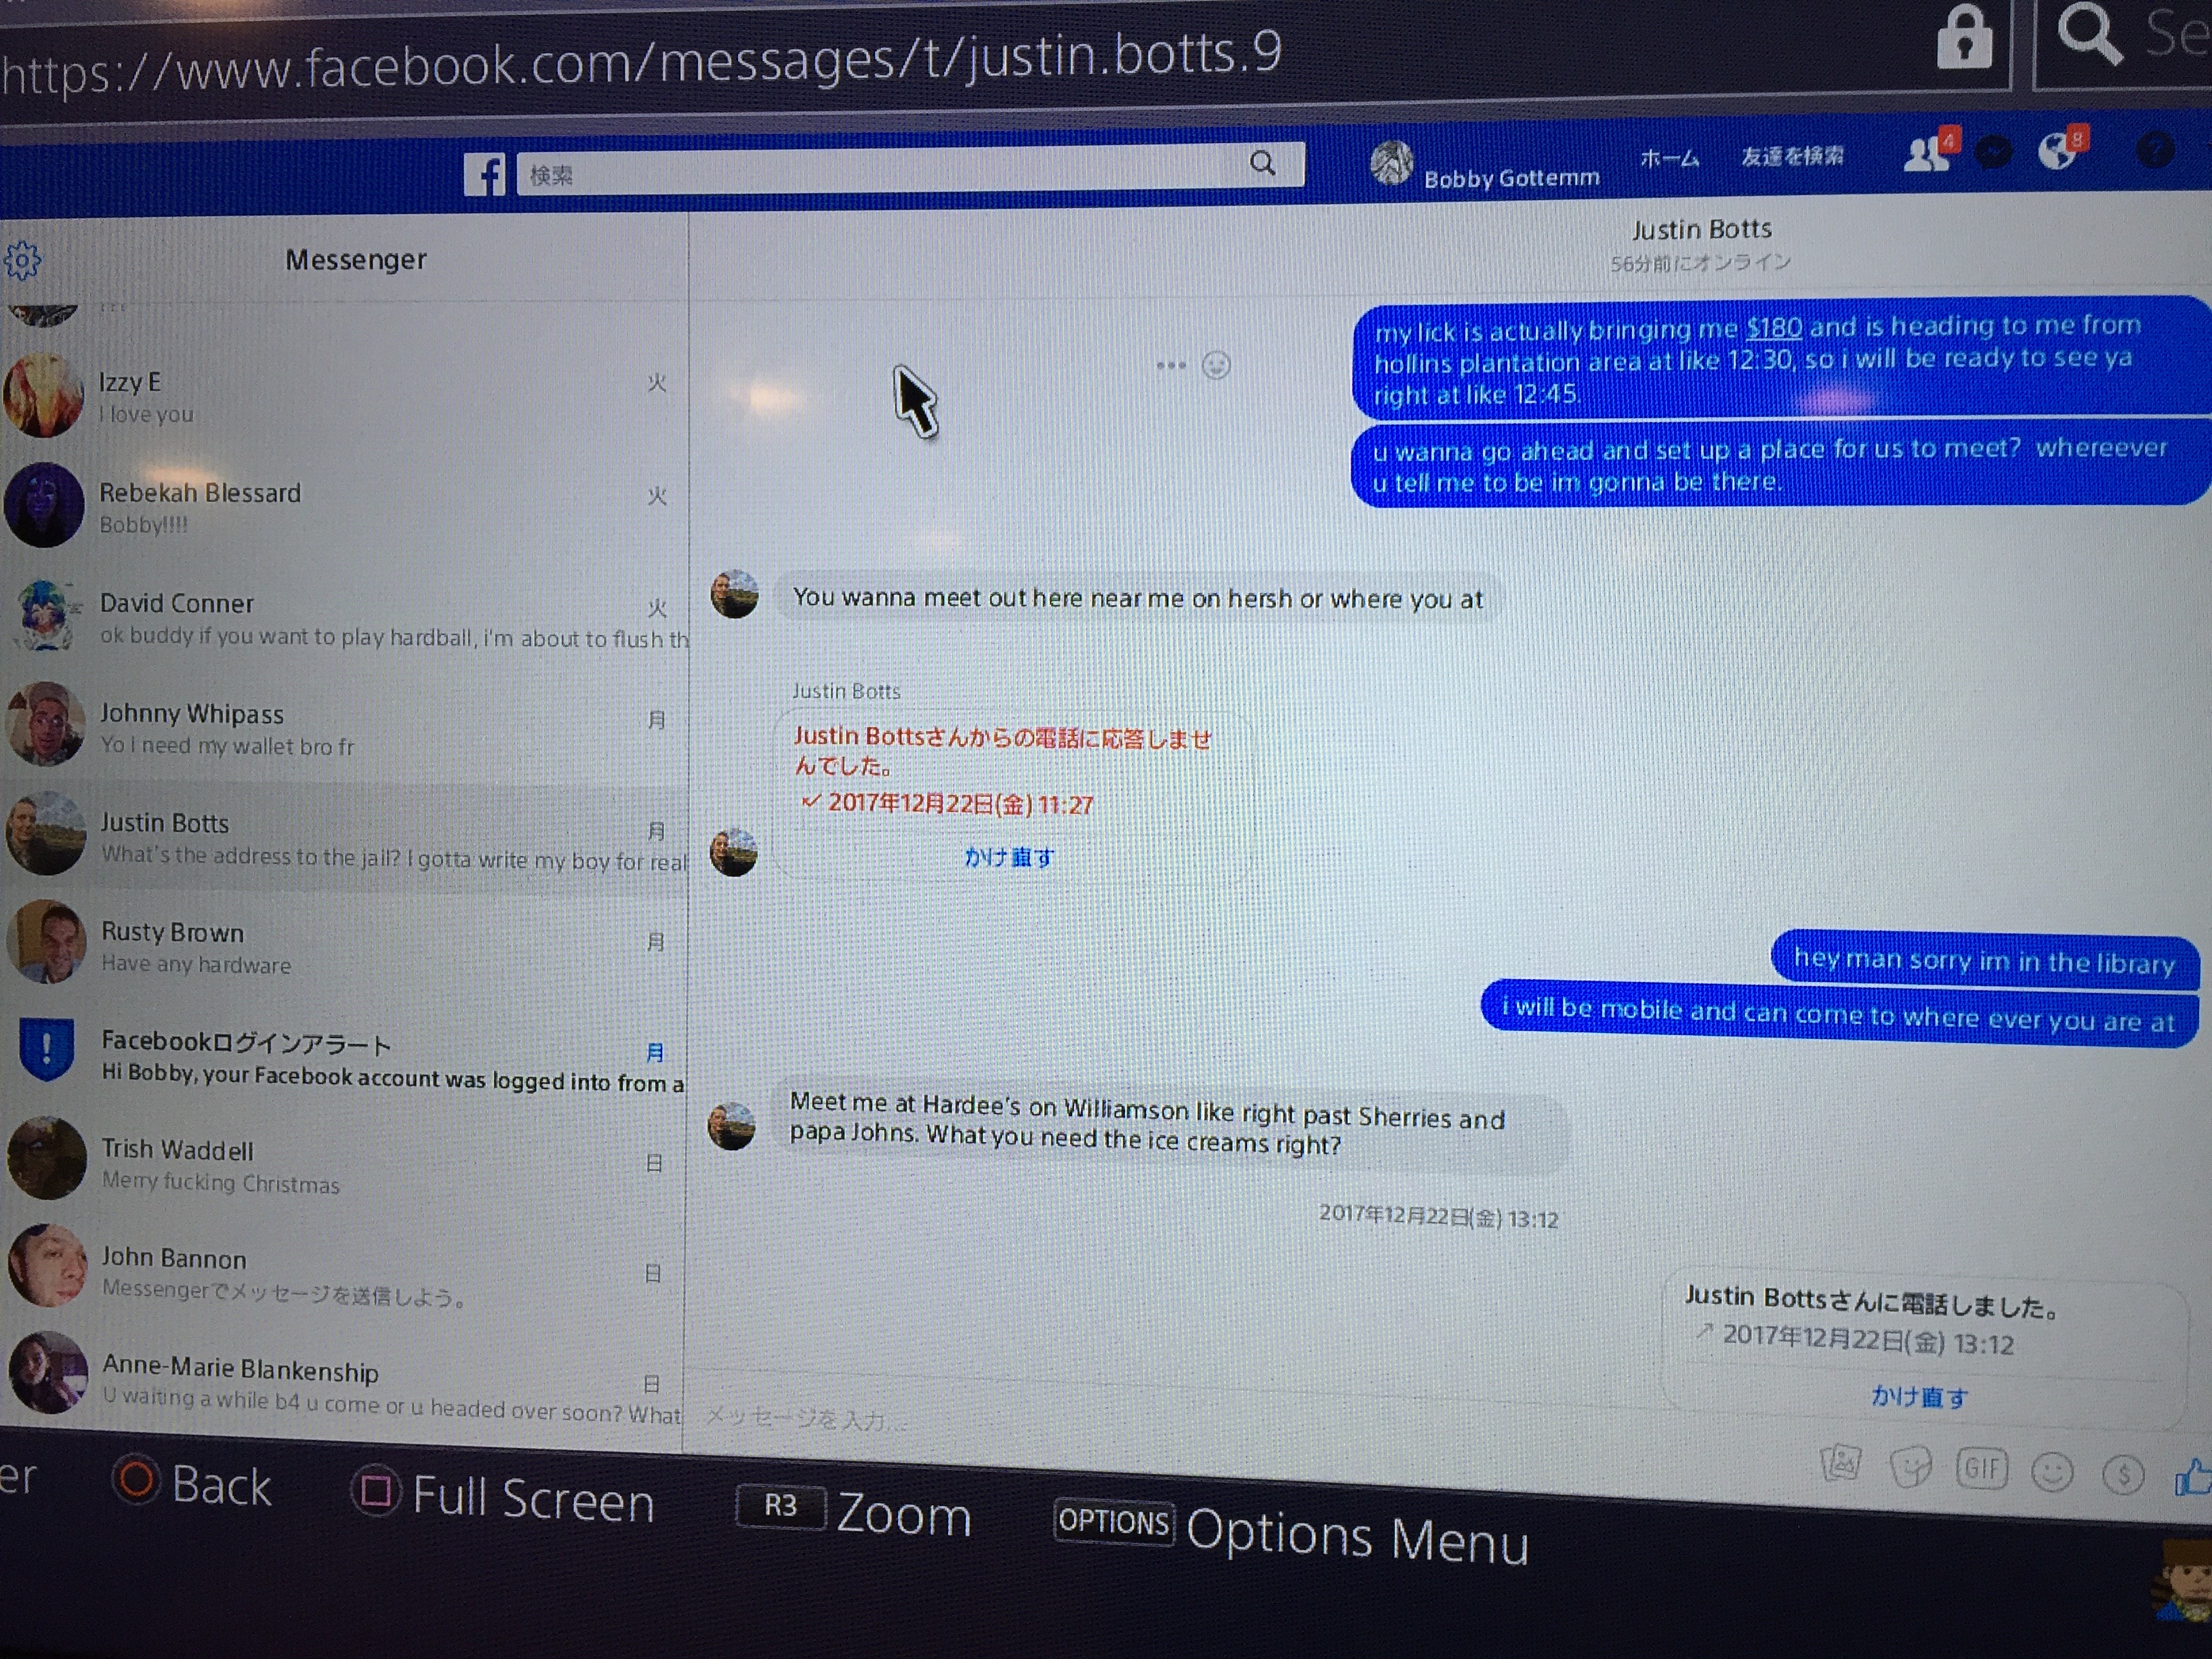 https://www.facebook.com/messages/t/justin.botts.9
Se
検索
Bobby Gottemm
ホーム
友達を検索
4
8
Messenger
Izzy E
火
I love you
Rebekah Blessard
火
Bobby!!!!
David Conner
火
ok buddy if you want to play hardball, i'm about to flush th
Johnny Whipass
月
Yo I need my wallet bro fr
Justin Botts
月
What's the address to the jail? I gotta write my boy for real
Rusty Brown
月
Have any hardware
Facebookログインアラート
月
Hi Bobby, your Facebook account was logged into from a
Trish Waddell
日
Merry fucking Christmas
John Bannon
日
Messengerでメッセージを送信しよう。
Anne-Marie Blankenship
日
U waiting a while b4 u come or u headed over soon? What
Justin Botts
56分前にオンライン
my lick is actually bringing me $180 and is heading to me from
hollins plantation area at like 12:30, so i will be ready to see ya
right at like 12:45.
u wanna go ahead and set up a place for us to meet?  whereever
u tell me to be im gonna be there.
You wanna meet out here near me on hersh or where you at
Justin Botts
Justin Bottsさんからの電話に応答しませ
んでした。
2017年12月22日(金) 11:27
かけ直す
hey man sorry im in the library
i will be mobile and can come to where ever you are at
Meet me at Hardee's on Williamson like right past Sherries and
papa Johns. What you need the ice creams right?
2017年12月22日(金) 13:12
Justin Bottsさんに電話しました。
2017年12月22日(金) 13:12
かけ直す
メッセージを入力...
GIF
er
Back
Full Screen
R3
Zoom
OPTIONS
Options Menu